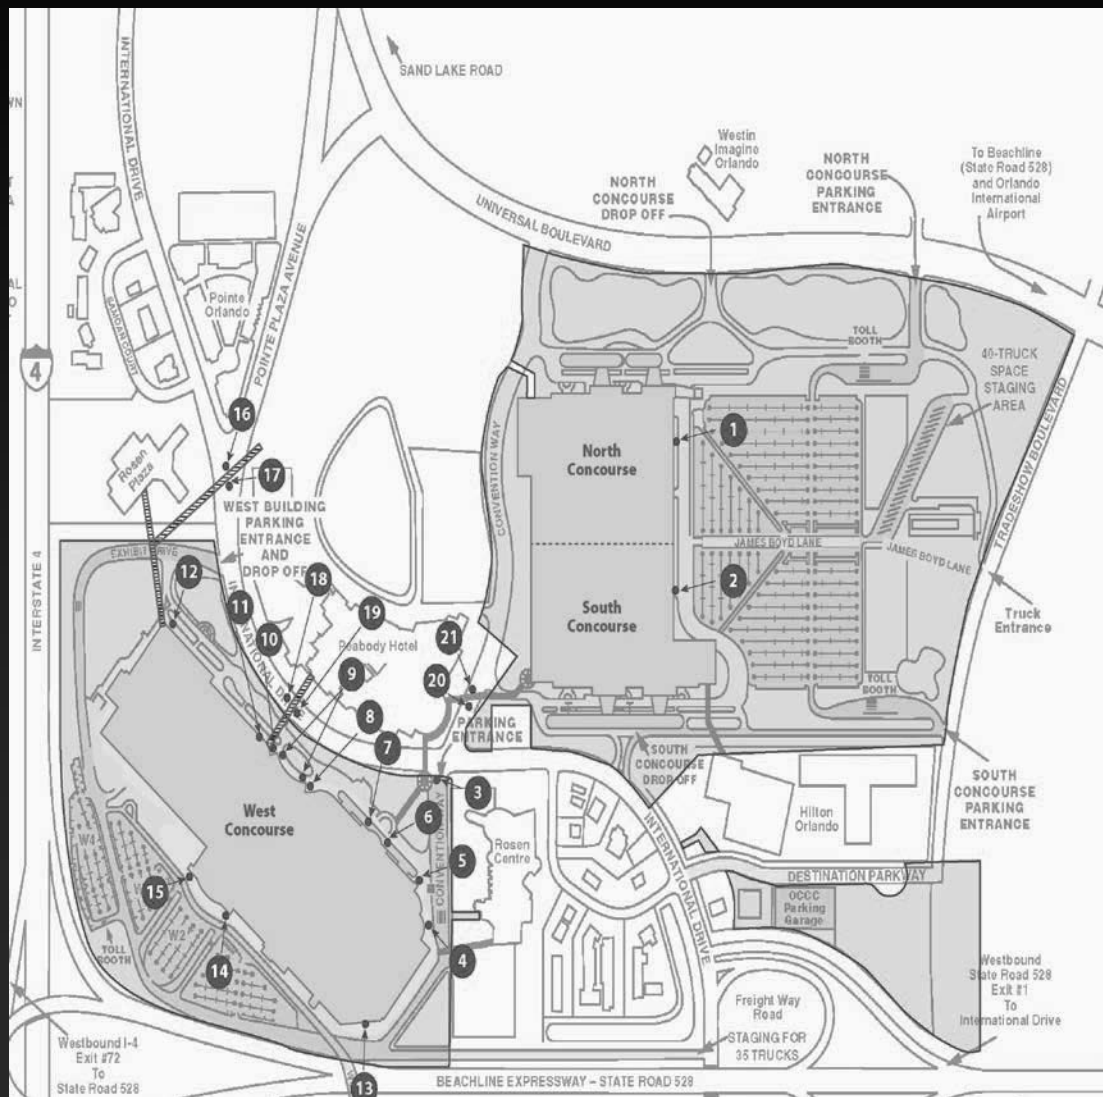 INTERNATIONAL DRIVE
SAND LAKE ROAD
Westin
Imagine
Orlando
To Beachline
(State Road 528)
and Orlando
International
Airport
NORTH
CONCOURSE
PARKING
ENTRANCE
NORTH
CONCOURSE
DROP OFF
UNIVERSAL BOULEVARD
Pointe
Orlando
SAMOAN COURT
POINTE PLAZA AVENUE
4
TOLL
BOOTH
40-TRUCK
SPACE
STAGING
AREA
16
1
North
Concourse
CONVENTION WAY
TRADESHOW BOULEVARD
Rosen
Plaza
17
WEST BUILDING
PARKING
ENTRANCE
AND
DROP OFF
JAMES BOYD LANE
JAMES BOYD LANE
INTERSTATE 4
EXHIBIT DRIVE
12
18
2
11
19
10
INTERNATIONAL DRIVE
Peabody Hotel
21
South
Concourse
Truck
Entrance
9
20
TOLL
BOOTH
8
PARKING
ENTRANCE
7
SOUTH
CONCOURSE
DROP OFF
SOUTH
CONCOURSE
PARKING
ENTRANCE
3
West
Concourse
6
CONVENTION WAY
Rosen
Centre
Hilton
Orlando
W4
5
INTERNATIONAL DRIVE
DESTINATION PARKWAY
15
OCCC
Parking
Garage
W2
TOLL
BOOTH
14
4
Westbound
State Road 528
Exit #1
To
International Drive
Freight Way
Road
STAGING FOR
35 TRUCKS
Westbound I-4
Exit #72
To
State Road 528
13
BEACHLINE EXPRESSWAY – STATE ROAD 528